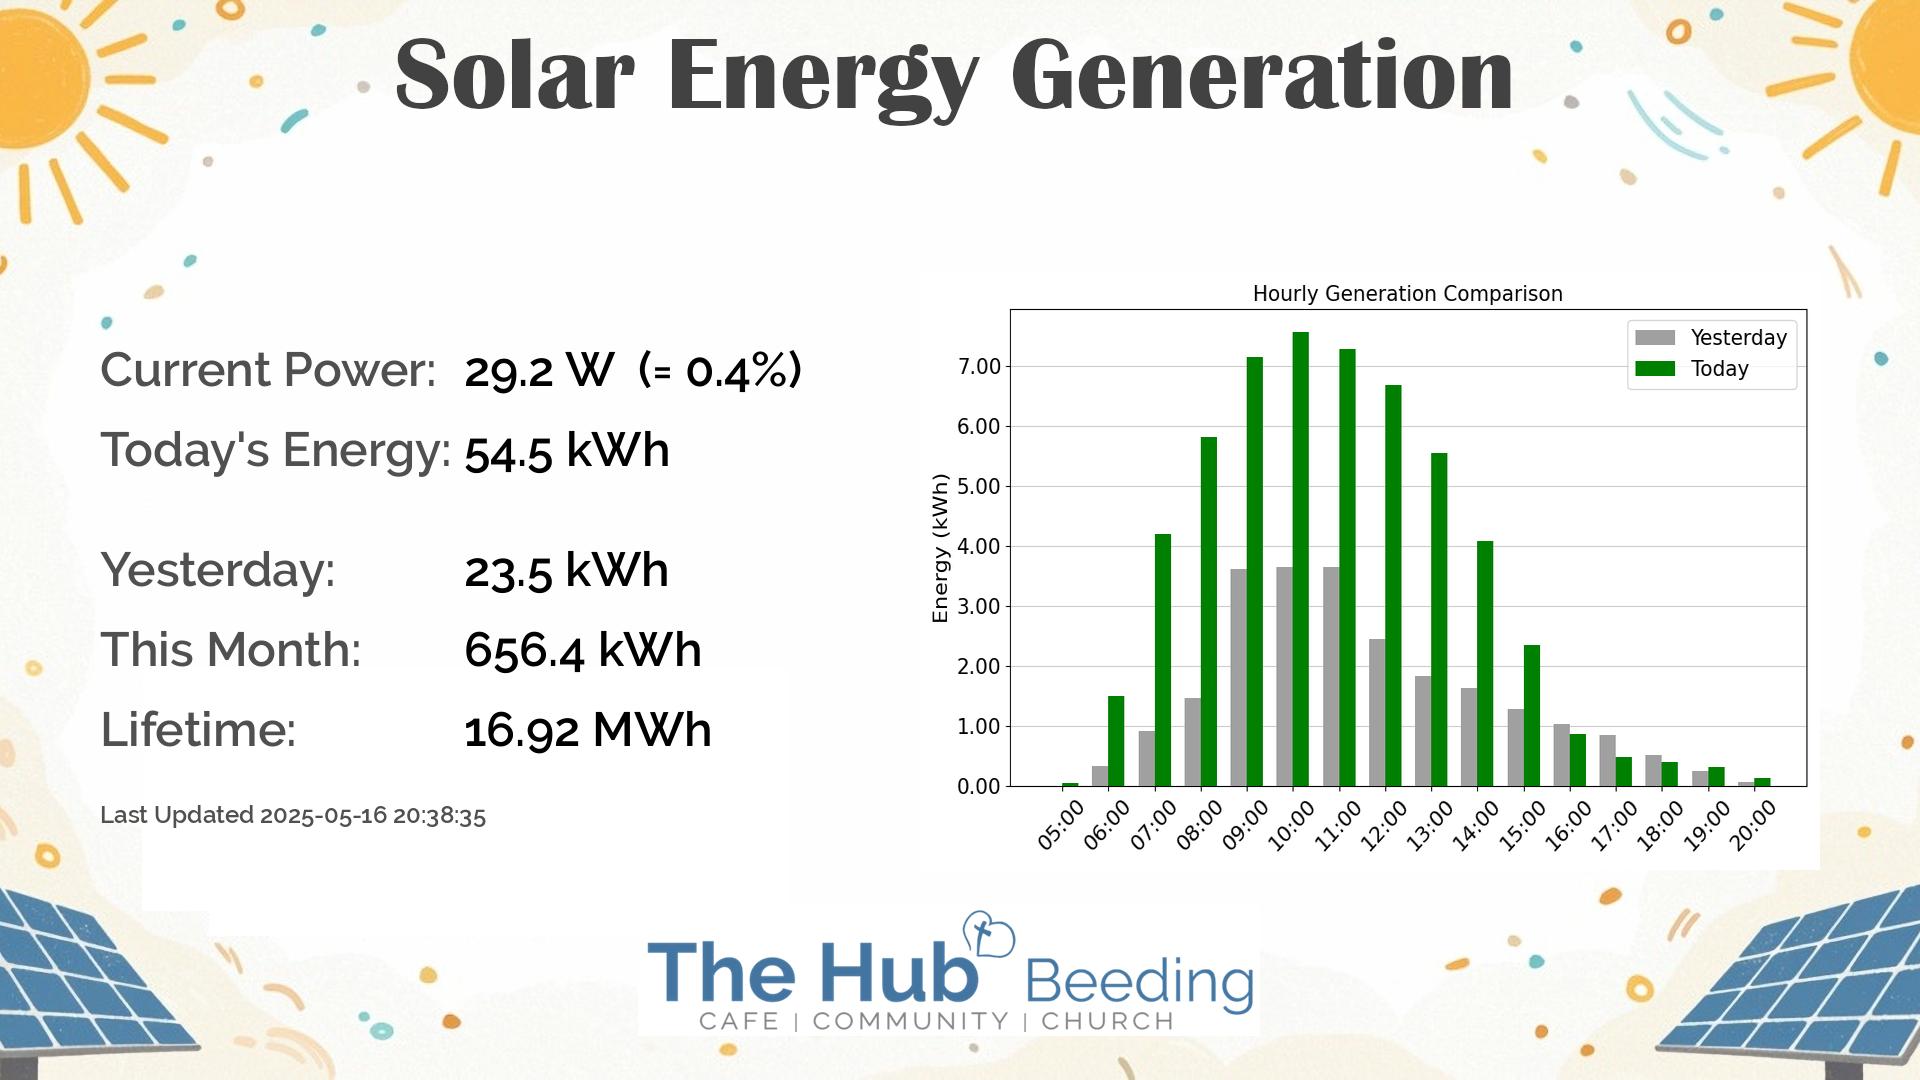 Solar Energy Generation
Current Power: 29.2 W (= 0.4%)
Today's Energy: 54.5 kWh
Yesterday: 23.5 kWh
This Month: 656.4 kWh
Lifetime: 16.92 MWh
Last Updated 2025-05-16 20:38:35
Hourly Generation Comparison
Yesterday
Today
Energy (kWh)
7.00
6.00
5.00
4.00
3.00
2.00
1.00
0.00
05:00 06:00 07:00 08:00 09:00 10:00 11:00 12:00 13:00 14:00 15:00 16:00 17:00 18:00 19:00 20:00
The Hub Beeding
CAFE | COMMUNITY | CHURCH